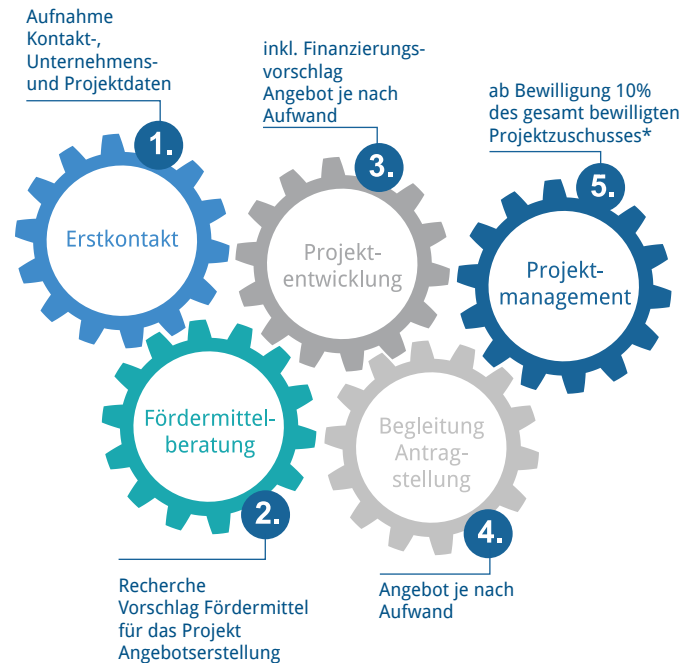 Aufnahme
Kontakt-,
Unternehmens-
und Projektdaten
1.
Erstkontakt
2.
Fördermittel-
beratung
Recherche
Vorschlag Fördermittel
für das Projekt
Angebotserstellung
inkl. Finanzierungs-
vorschlag
Angebot je nach
Aufwand
3.
Projekt-
entwicklung
4.
Begleitung
Antrag-
stellung
Angebot je nach
Aufwand
ab Bewilligung 10%
des gesamt bewilligten
Projektzuschusses*
5.
Projekt-
management